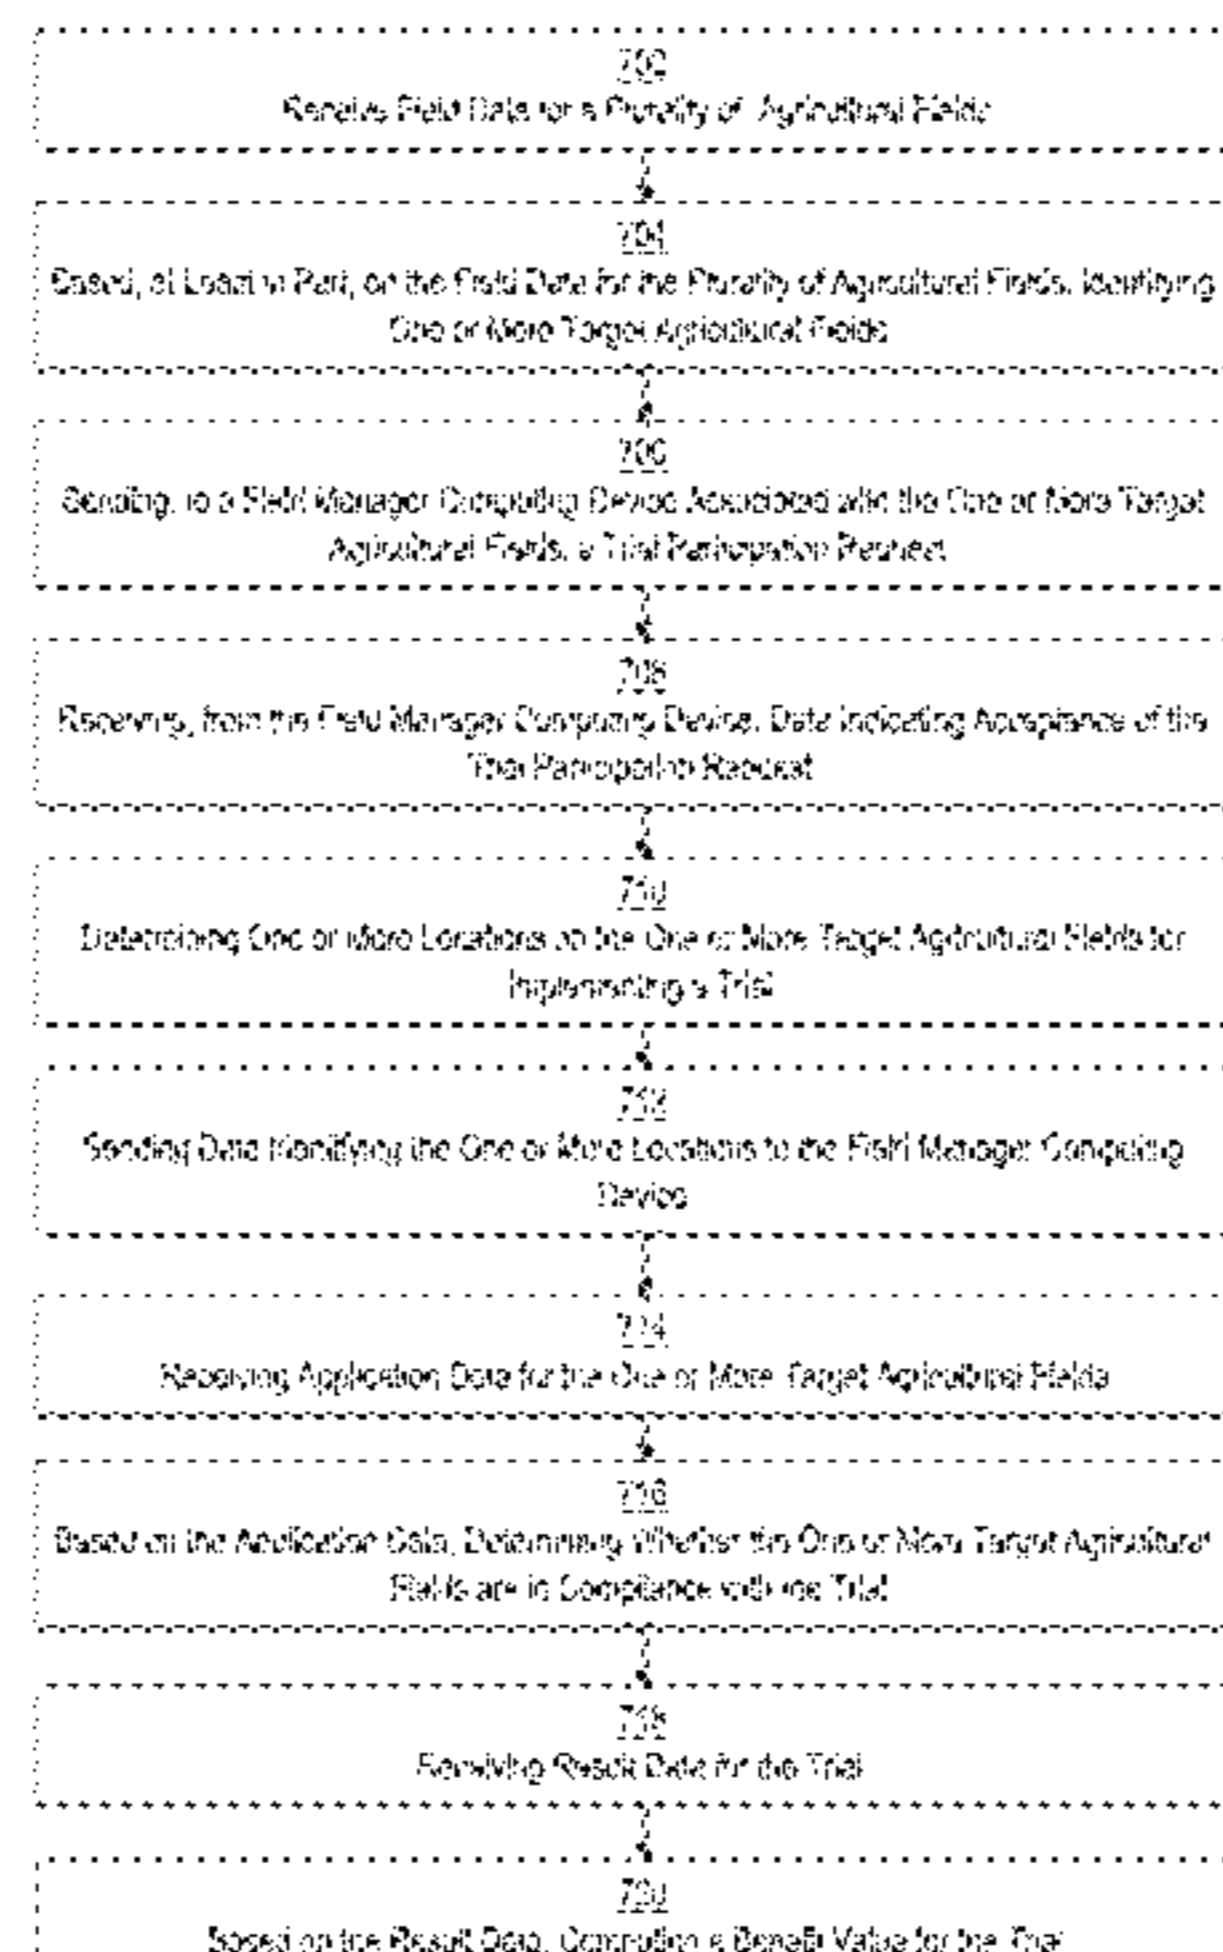 702
Receive Field Data for a Plurality of Agricultural Fields
704
Based, at Least in Part, on the Field Data for the Plurality of Agricultural Fields, Identifying
One or More Target Agricultural Fields
706
Sending, to a Field Manager Computing Device Associated with the One or More Target
Agricultural Fields, a Trial Participation Request
708
Receiving, from the Field Manager Computing Device, Data Indicating Acceptance of the
Trial Participation Request
710
Determining One or More Locations on the One or More Target Agricultural Fields for
Implementing a Trial
712
Sending Data Identifying the One or More Locations to the Field Manager Computing
Device
714
Receiving Application Data for the One or More Target Agricultural Fields
716
Based on the Application Data, Determining Whether the One or More Target Agricultural
Fields are in Compliance with the Trial
718
Receiving Result Data for the Trial
720
Based on the Result Data, Computing a Benefit Value for the Trial